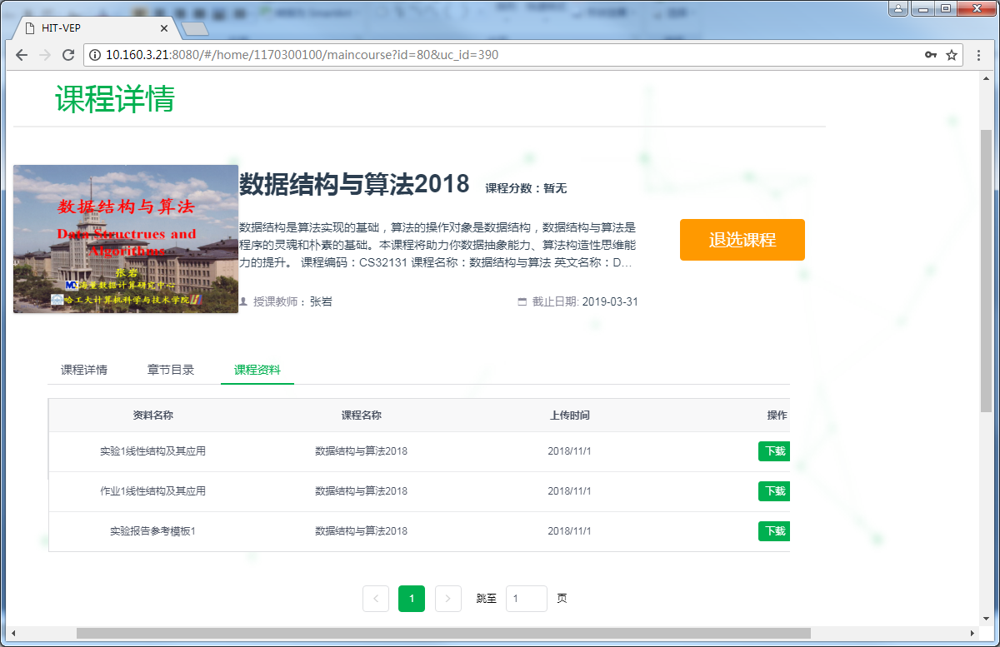 HIT-VEP
10.160.3.21:8080/#/home/1170300100/maincourse?id=80&uc_id=390
课程详情
数据结构与算法
Data Structrues and
Algorithms
张岩
海量数据计算研究中心
哈工大计算机科学与技术学院
数据结构与算法2018 课程分数：暂无
数据结构是算法实现的基础，算法的操作对象是数据结构，数据结构与算法是
程序的灵魂和朴素的基础。本课程将助力你数据抽象能力、算法构造性思维能
力的提升。 课程编码：CS32131 课程名称：数据结构与算法 英文名称：D...
退选课程
授课教师： 张岩 截止日期: 2019-03-31
课程详情 章节目录 课程资料
资料名称 课程名称 上传时间 操作
实验1线性结构及其应用 数据结构与算法2018 2018/11/1 下载
作业1线性结构及其应用 数据结构与算法2018 2018/11/1 下载
实验报告参考模板1 数据结构与算法2018 2018/11/1 下载
1 跳至 1 页